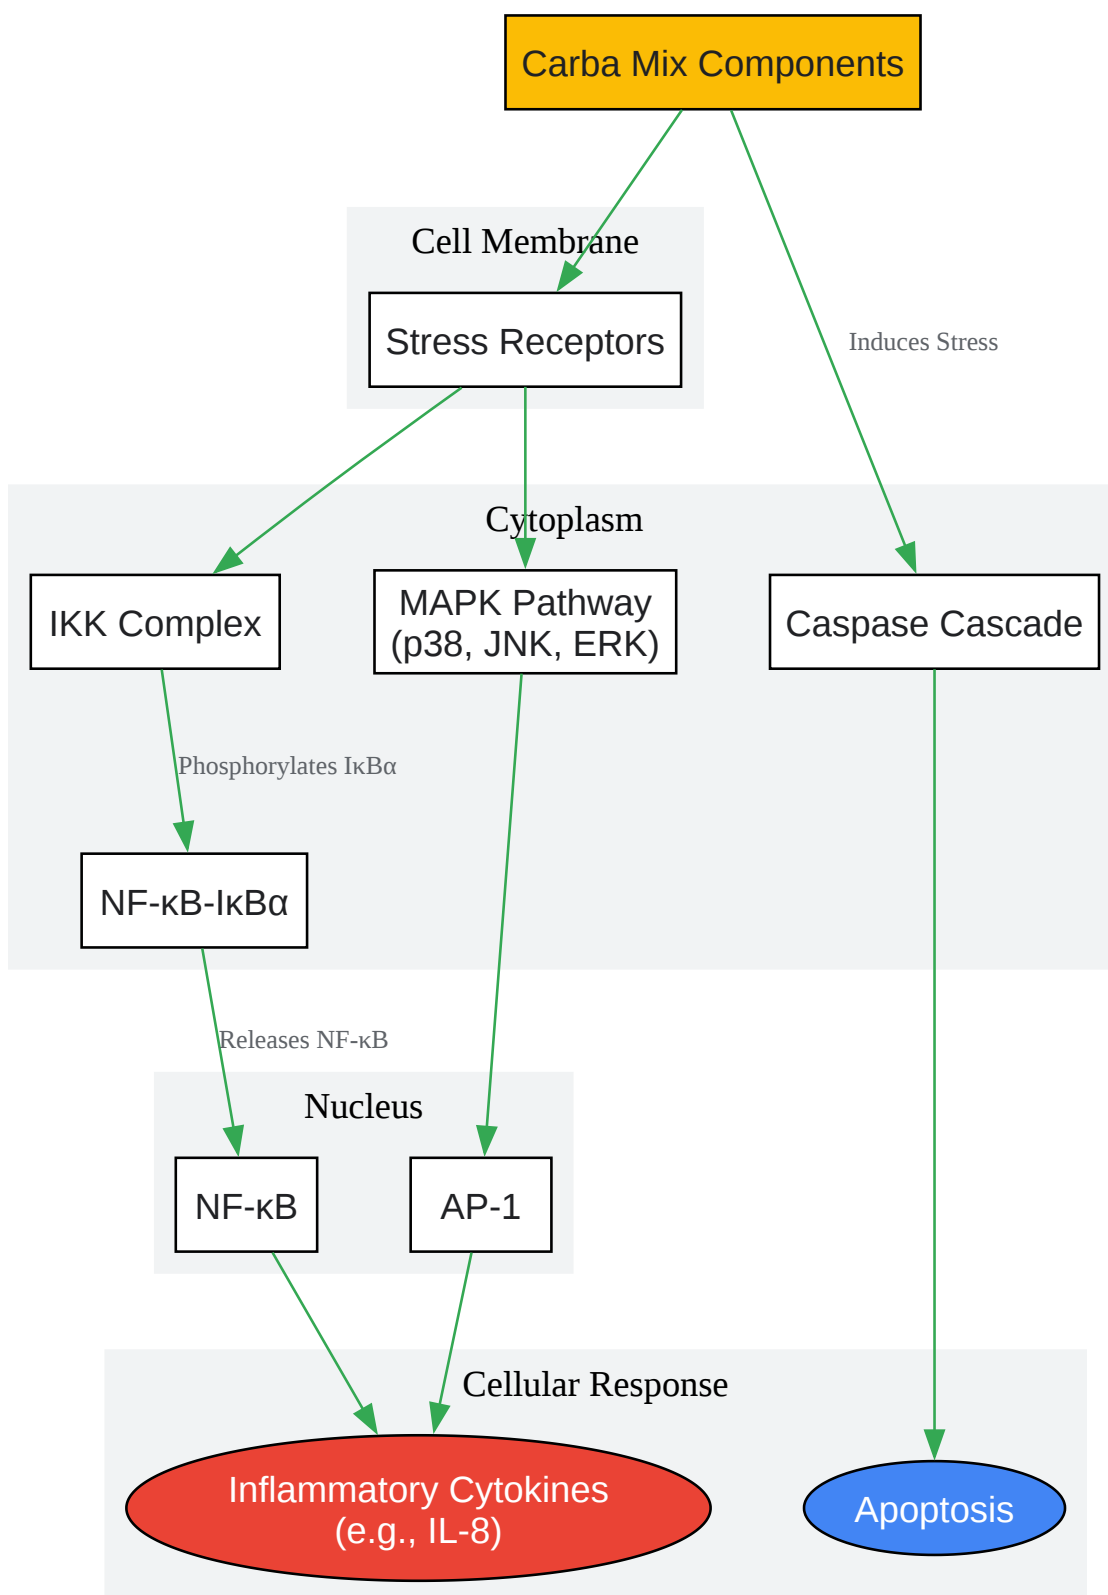 Carba Mix Components
Cell Membrane
Stress Receptors
Induces Stress
Cytoplasm
IKK Complex
MAPK Pathway
(p38, JNK, ERK)
Caspase Cascade
Phosphorylates IκBα
NF-κB-IκBα
Releases NF-κB
Nucleus
NF-κB
AP-1
Cellular Response
Inflammatory Cytokines
(e.g., IL-8)
Apoptosis